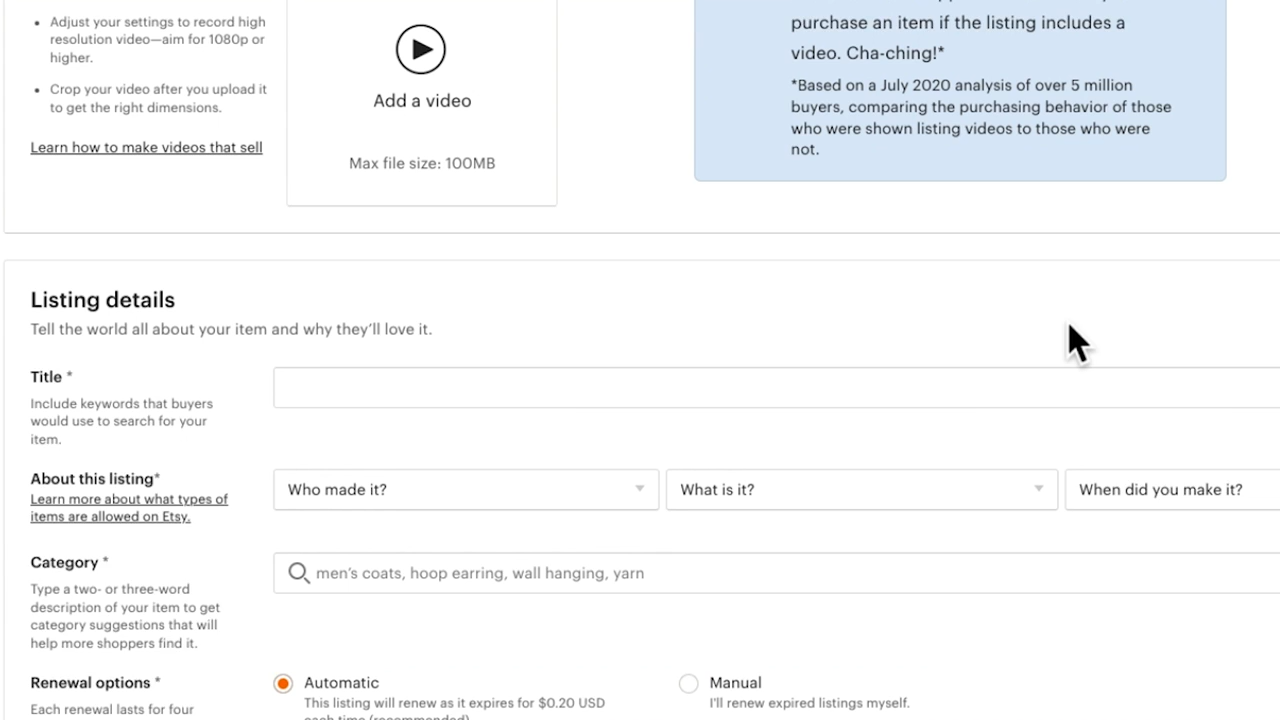 Adjust your settings to record high
resolution video—aim for 1080p or
higher.
Crop your video after you upload it
to get the right dimensions.
Learn how to make videos that sell
Add a video
Max file size: 100MB
purchase an item if the listing includes a
video. Cha-ching!*
*Based on a July 2020 analysis of over 5 million
buyers, comparing the purchasing behavior of those
who were shown listing videos to those who were
not.
Listing details
Tell the world all about your item and why they’ll love it.
Title *
Include keywords that buyers
would use to search for your
item.
About this listing*
Learn more about what types of
items are allowed on Etsy.
Who made it?
What is it?
When did you make it?
Category *
Type a two- or three-word
description of your item to get
category suggestions that will
help more shoppers find it.
men’s coats, hoop earring, wall hanging, yarn
Renewal options *
Each renewal lasts for four
Automatic
This listing will renew as it expires for $0.20 USD
each time (recommended)
Manual
I'll renew expired listings myself.